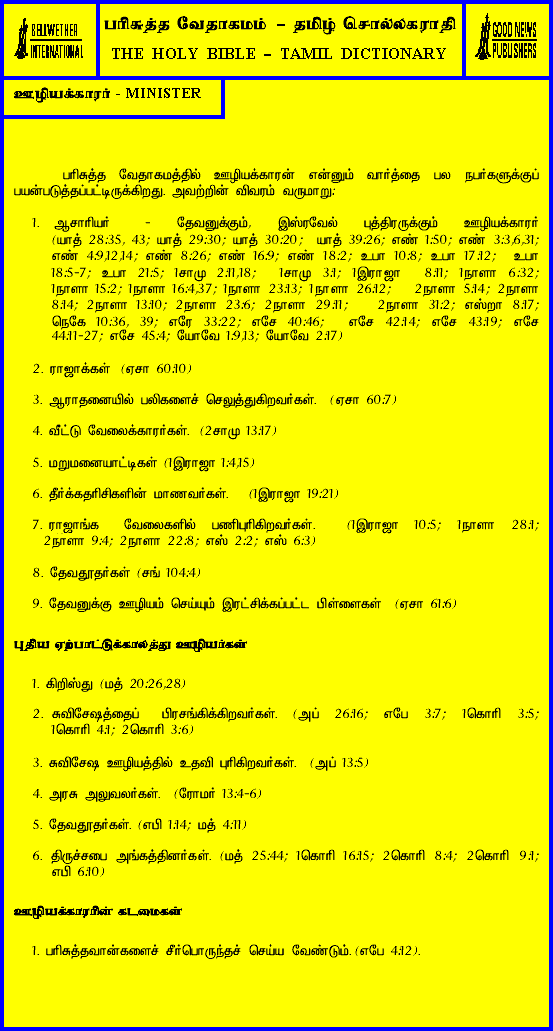 BELLWETHER
INTERNATIONAL
பரிசுத்த வேதாகமம் – தமிழ் சொல்லகராதி
THE HOLY BIBLE – TAMIL DICTIONARY
GOOD NEWS
PUBLISHERS
ஊழியக்காரர் - MINISTER
பரிசுத்த வேதாகமத்தில் ஊழியக்காரன் என்னும் வார்த்தை பல நபர்களுக்குப்
பயன்படுத்தப்பட்டிருக்கிறது. அவற்றின் விவரம் வருமாறு:
1. ஆசாரியர் - தேவனுக்கும், இஸ்ரவேல் புத்திரருக்கும் ஊழியக்காரர்
(யாத் 28:35, 43; யாத் 29:30; யாத் 30:20; யாத் 39:26; எண் 1:50; எண் 3:3,6,31;
எண் 4:9,12,14; எண் 8:26; எண் 16:9; எண் 18:2; உபா 10:8; உபா 17:12; உபா
18:5-7; உபா 21:5; 1சாமு 2:11,18; 1சாமு 3:1; 1இராஜா 8:11; 1நாளா 6:32;
1நாளா 15:2; 1நாளா 16:4,37; 1நாளா 23:13; 1நாளா 26:12; 2நாளா 5:14; 2நாளா
8:14; 2நாளா 13:10; 2நாளா 23:6; 2நாளா 29:11; 2நாளா 31:2; எஸ்றா 8:17;
நெகே 10:36, 39; எரே 33:22; எசே 40:46; எசே 42:14; எசே 43:19; எசே
44:11-27; எசே 45:4; யோவே 1:9,13; யோவே 2:17)
2. ராஜாக்கள் (ஏசா 60:10)
3. ஆராதனையில் பலிகளைச் செலுத்துகிறவர்கள். (ஏசா 60:7)
4. வீட்டு வேலைக்காரர்கள். (2சாமு 13:17)
5. மறுமனையாட்டிகள் (1இராஜா 1:4,15)
6. தீர்க்கதரிசிகளின் மாணவர்கள். (1இராஜா 19:21)
7. ராஜாங்க வேலைகளில் பணிபுரிகிறவர்கள். (1இராஜா 10:5; 1நாளா 28:1;
2நாளா 9:4; 2நாளா 22:8; எஸ் 2:2; எஸ் 6:3)
8. தேவதூதர்கள் (சங் 104:4)
9. தேவனுக்கு ஊழியம் செய்யும் இரட்சிக்கப்பட்ட பிள்ளைகள் (ஏசா 61:6)
புதிய ஏற்பாட்டுக்காலத்து ஊழியர்கள்
1. கிறிஸ்து (மத் 20:26,28)
2. சுவிசேஷத்தைப் பிரசங்கிக்கிறவர்கள். (அப் 26:16; எபே 3:7; 1கொரி 3:5;
1கொரி 4:1; 2கொரி 3:6)
3. சுவிசேஷ ஊழியத்தில் உதவி புரிகிறவர்கள். (அப் 13:5)
4. அரசு அலுவலர்கள். (ரோமர் 13:4-6)
5. தேவதூதர்கள். (எபி 1:14; மத் 4:11)
6. திருச்சபை அங்கத்தினர்கள். (மத் 25:44; 1கொரி 16:15; 2கொரி 8:4; 2கொரி 9:1;
எபி 6:10)
ஊழியக்காரரின் கடமைகள்
1. பரிசுத்தவான்களைச் சீர்பொருந்தச் செய்ய வேண்டும். (எபே 4:12).